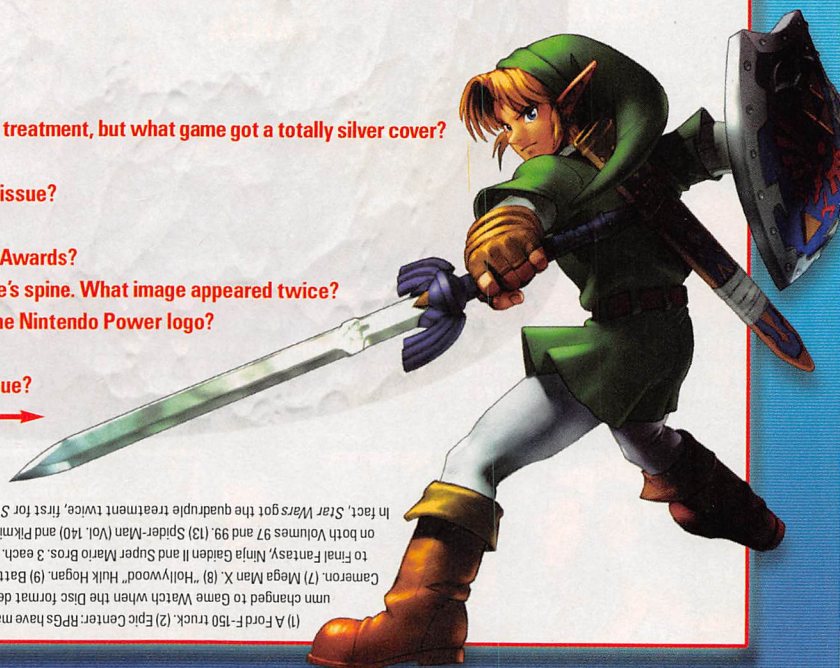 treatment, but what game got a totally silver cover?
issue?
Awards?
e's spine. What image appeared twice?
ne Nintendo Power logo?
ue?
(1) A Ford F-150 truck. (2) Epic Center: RPGs have ma
umn changed to Game Watch when the Disc format de
Cameron. (7) Mega Man X. (8) "Hollywood" Hulk Hogan. (9) Batt
to Final Fantasy, Ninja Gaiden II and Super Mario Bros. 3 each.
on both Volumes 97 and 99. (13) Spider-Man (Vol. 140) and Pikmi
In fact, Star Wars got the quadruple treatment twice, first for S